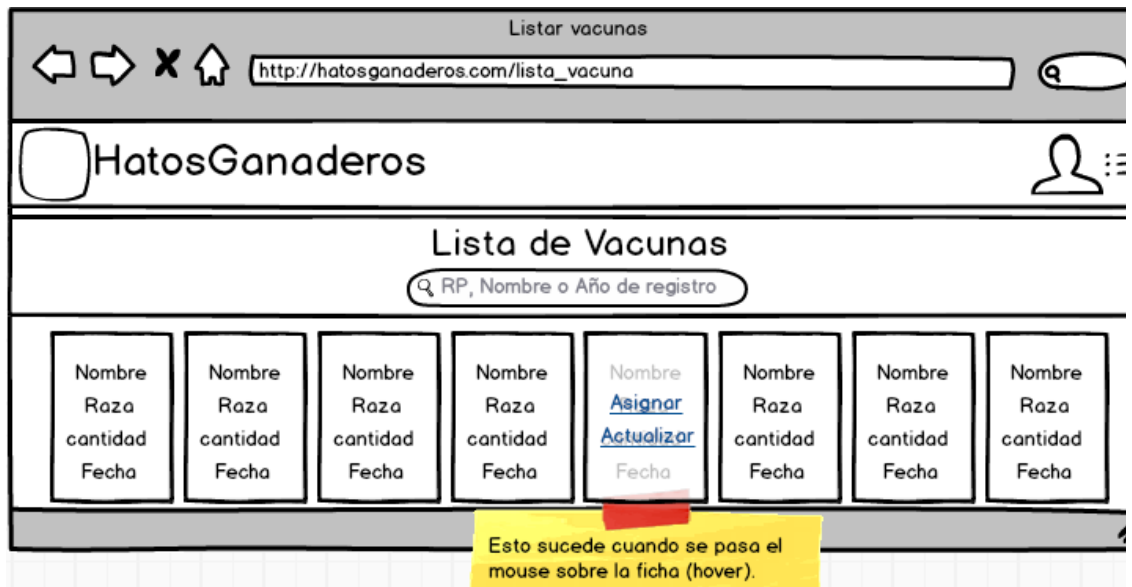 Listar vacunas
http://hatosganaderos.com/lista_vacuna
HatosGanaderos
Lista de Vacunas
RP, Nombre o Año de registro
Nombre Nombre Nombre Nombre Nombre Nombre Nombre Nombre
Raza Raza Raza Raza Asignar Raza Raza Raza
cantidad cantidad cantidad cantidad Actualizar cantidad cantidad cantidad
Fecha Fecha Fecha Fecha Fecha Fecha Fecha Fecha
Esto sucede cuando se pasa el
mouse sobre la ficha (hover).